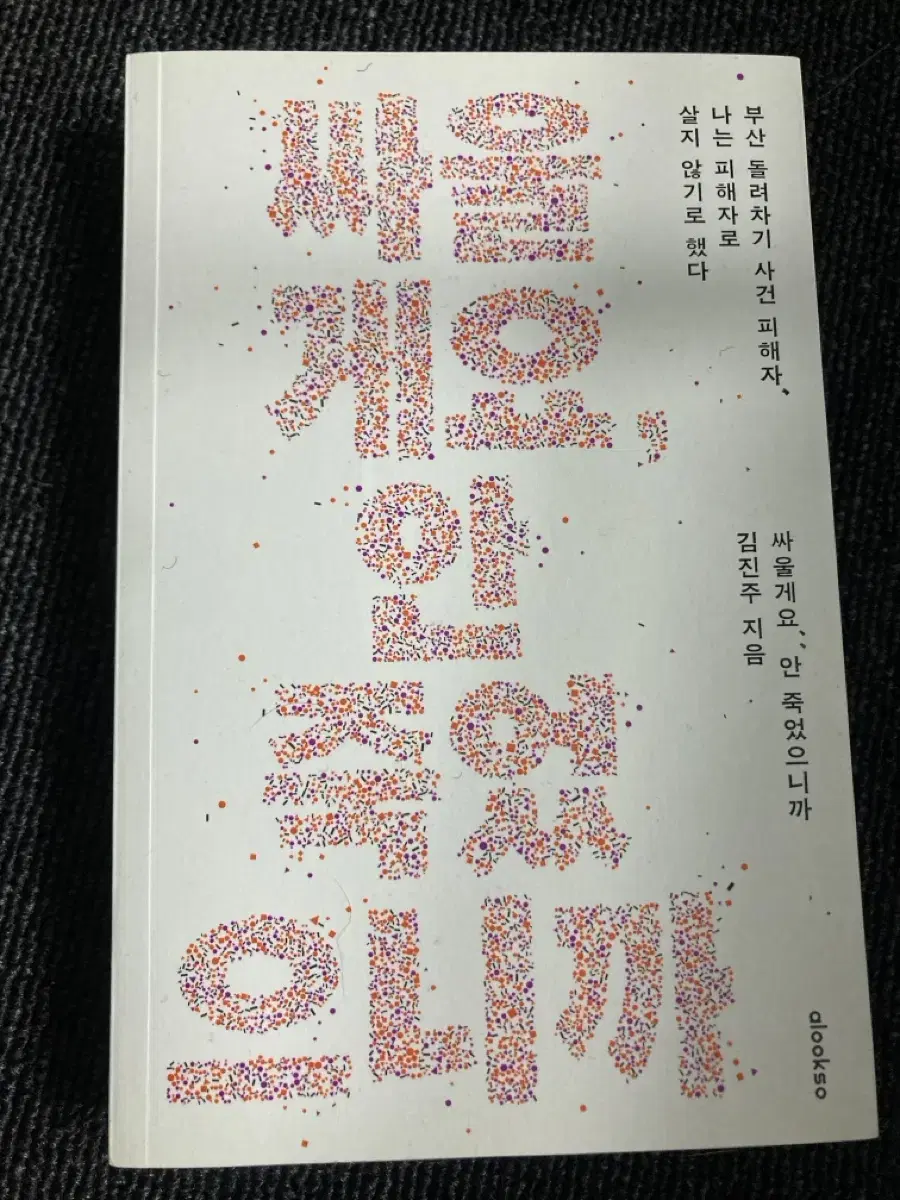 싸울
게요,
안
죽었
으니까
부산 돌려차기 사건 피해자,
나는 피해자로
살지 않기로 했다
싸울게요, 안 죽었으니까
김진주 지음
alookso